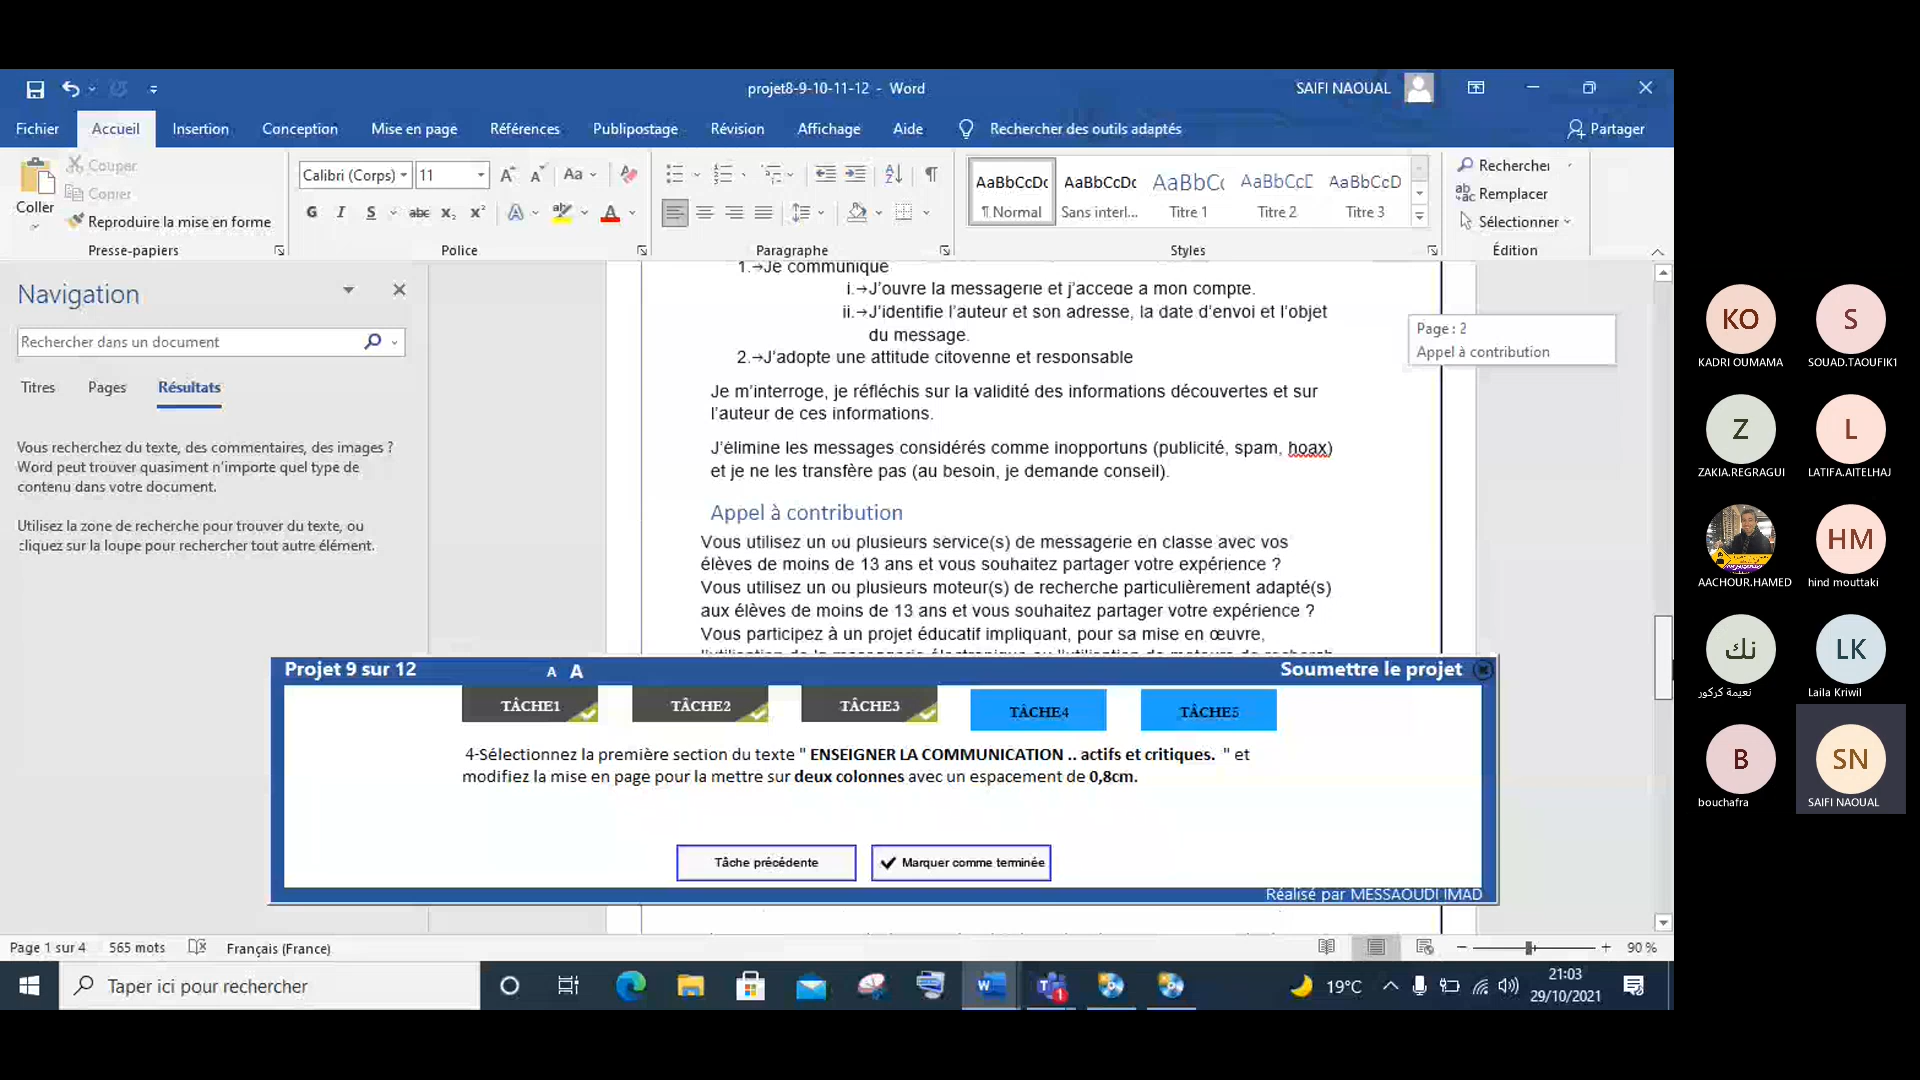 projet8-9-10-11-12 - Word
SAIFI NAOUAL
Fichier
Accueil
Insertion
Conception
Mise en page
Références
Publipostage
Révision
Affichage
Aide
Rechercher des outils adaptés
Partager
Coller
Couper
Copier
Reproduire la mise en forme
Presse-papiers
Calibri (Corps)
11
Aa
G I S abc x₂ x² A A
Police
Paragraphe
AaBbCcDc
¶ Normal
AaBbCcDc
Sans interl...
AaBbCc
Titre 1
AaBbCcD
Titre 2
AaBbCcD
Titre 3
Styles
Rechercher
Remplacer
Sélectionner
Édition
Navigation
Rechercher dans un document
Titres
Pages
Résultats
Vous recherchez du texte, des commentaires, des images ?
Word peut trouver quasiment n'importe quel type de
contenu dans votre document.
Utilisez la zone de recherche pour trouver du texte, ou
cliquez sur la loupe pour rechercher tout autre élément.
1.→Je communique
i.→J'ouvre la messagerie et j'accède à mon compte.
ii.→J'identifie l'auteur et son adresse, la date d'envoi et l'objet
du message.
2.→J'adopte une attitude citoyenne et responsable
Je m'interroge, je réfléchis sur la validité des informations découvertes et sur
l'auteur de ces informations.
J'élimine les messages considérés comme inopportuns (publicité, spam, hoax)
et je ne les transfère pas (au besoin, je demande conseil).
Appel à contribution
Vous utilisez un ou plusieurs service(s) de messagerie en classe avec vos
élèves de moins de 13 ans et vous souhaitez partager votre expérience ?
Vous utilisez un ou plusieurs moteur(s) de recherche particulièrement adapté(s)
aux élèves de moins de 13 ans et vous souhaitez partager votre expérience ?
Vous participez à un projet éducatif impliquant, pour sa mise en œuvre,
Page : 2
Appel à contribution
Projet 9 sur 12
A A
Soumettre le projet
TÂCHE1
TÂCHE2
TÂCHE3
TÂCHE4
TÂCHE5
4-Sélectionnez la première section du texte " ENSEIGNER LA COMMUNICATION .. actifs et critiques. " et
modifiez la mise en page pour la mettre sur deux colonnes avec un espacement de 0,8cm.
Tâche précédente
Marquer comme terminée
Réalisé par MESSAOUDI IMAD
Page 1 sur 4
565 mots
Français (France)
90 %
Taper ici pour rechercher
1
19°C
21:03
29/10/2021
KO
KADRI OUMAMA
S
SOUAD.TAOUFIK1
Z
ZAKIA.REGRAGUI
L
LATIFA.AITELHAJ
AACHOUR.HAMED
HM
hind mouttaki
نك
نعيمة كركور
LK
Laila Kriwil
B
bouchafra
SN
SAIFI NAOUAL